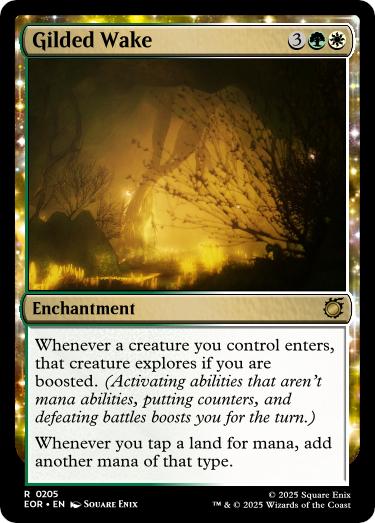 Gilded Wake 3
Enchantment
Whenever a creature you control enters,
that creature explores if you are
boosted. (Activating abilities that aren't
mana abilities, putting counters, and
defeating battles boosts you for the turn.)
Whenever you tap a land for mana, add
another mana of that type.
R 0205 © 2025 Square Enix
EOR • EN SQUARE ENIX ™ & © 2025 Wizards of the Coast